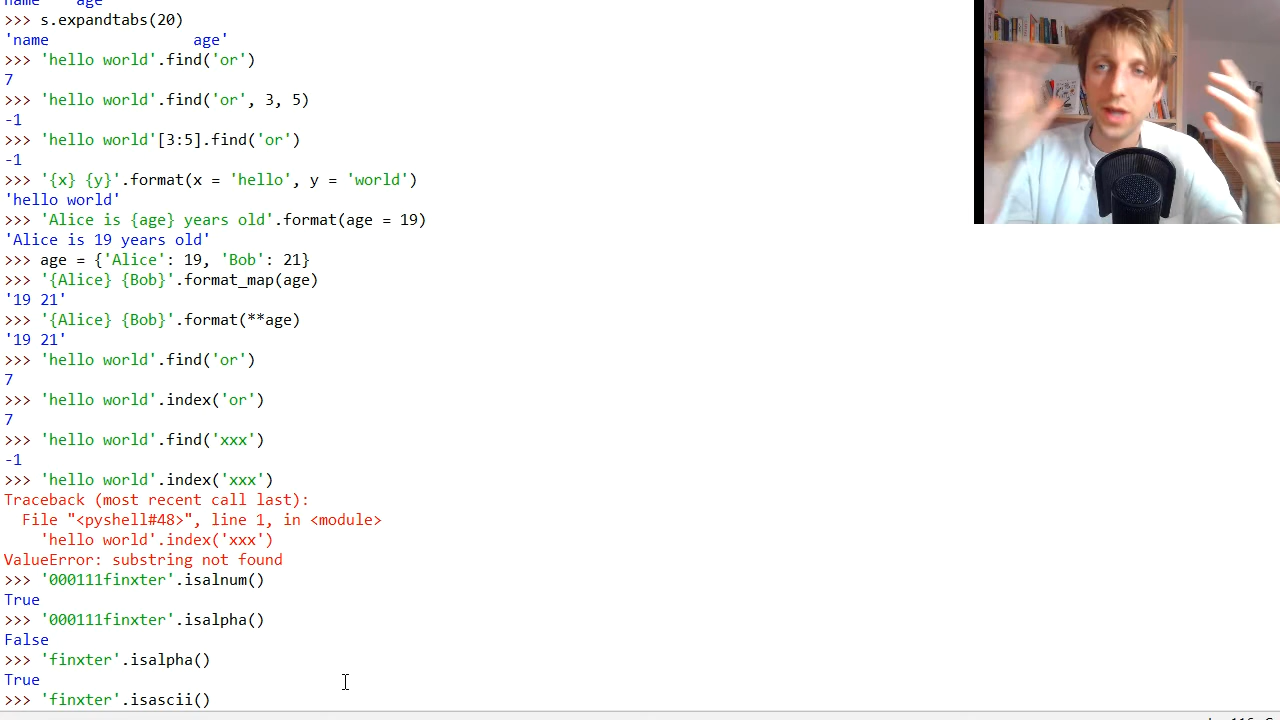 name    age
>>> s.expandtabs(20)
'name                age'
>>> 'hello world'.find('or')
7
>>> 'hello world'.find('or', 3, 5)
-1
>>> 'hello world'[3:5].find('or')
-1
>>> '{x} {y}'.format(x = 'hello', y = 'world')
'hello world'
>>> 'Alice is {age} years old'.format(age = 19)
'Alice is 19 years old'
>>> age = {'Alice': 19, 'Bob': 21}
>>> '{Alice} {Bob}'.format_map(age)
'19 21'
>>> '{Alice} {Bob}'.format(**age)
'19 21'
>>> 'hello world'.find('or')
7
>>> 'hello world'.index('or')
7
>>> 'hello world'.find('xxx')
-1
>>> 'hello world'.index('xxx')
Traceback (most recent call last):
  File "<pyshell#48>", line 1, in <module>
    'hello world'.index('xxx')
ValueError: substring not found
>>> '000111finxter'.isalnum()
True
>>> '000111finxter'.isalpha()
False
>>> 'finxter'.isalpha()
True
>>> 'finxter'.isascii()